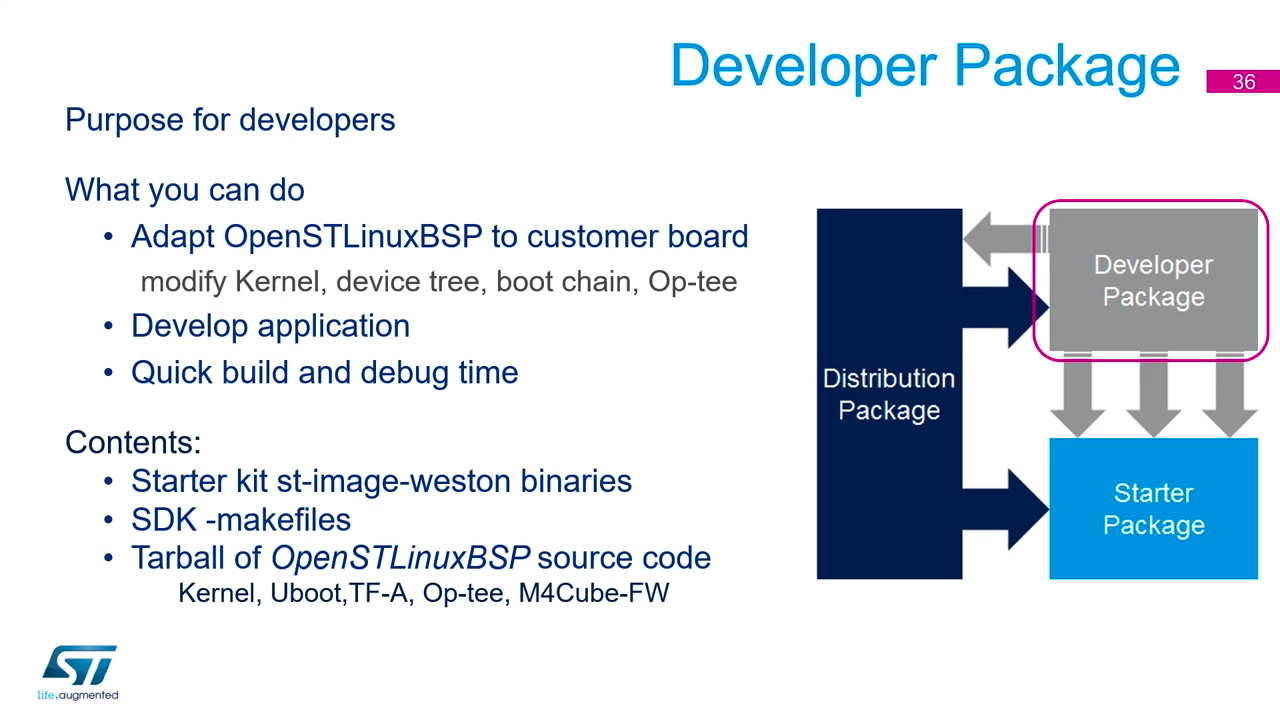 Developer Package
36
Purpose for developers
What you can do
• Adapt OpenSTLinuxBSP to customer board
modify Kernel, device tree, boot chain, Op-tee
• Develop application
• Quick build and debug time
Contents:
• Starter kit st-image-weston binaries
• SDK -makefiles
• Tarball of OpenSTLinuxBSP source code
Kernel, Uboot,TF-A, Op-tee, M4Cube-FW
Distribution
Package
Developer
Package
Starter
Package
ST
life.augmented